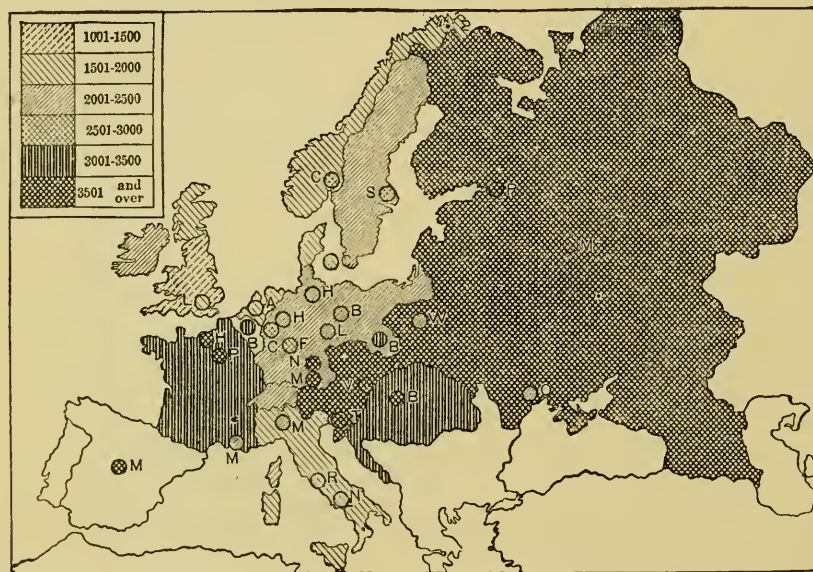 1001-1500
1501-2000
2001-2500
2501-3000
3001-3500
3501 and over
C
S
P
M
L
A
H
H
B
W
H
B
C
F
L
B
P
N
M
V
B
O
T
M
M
M
R
N